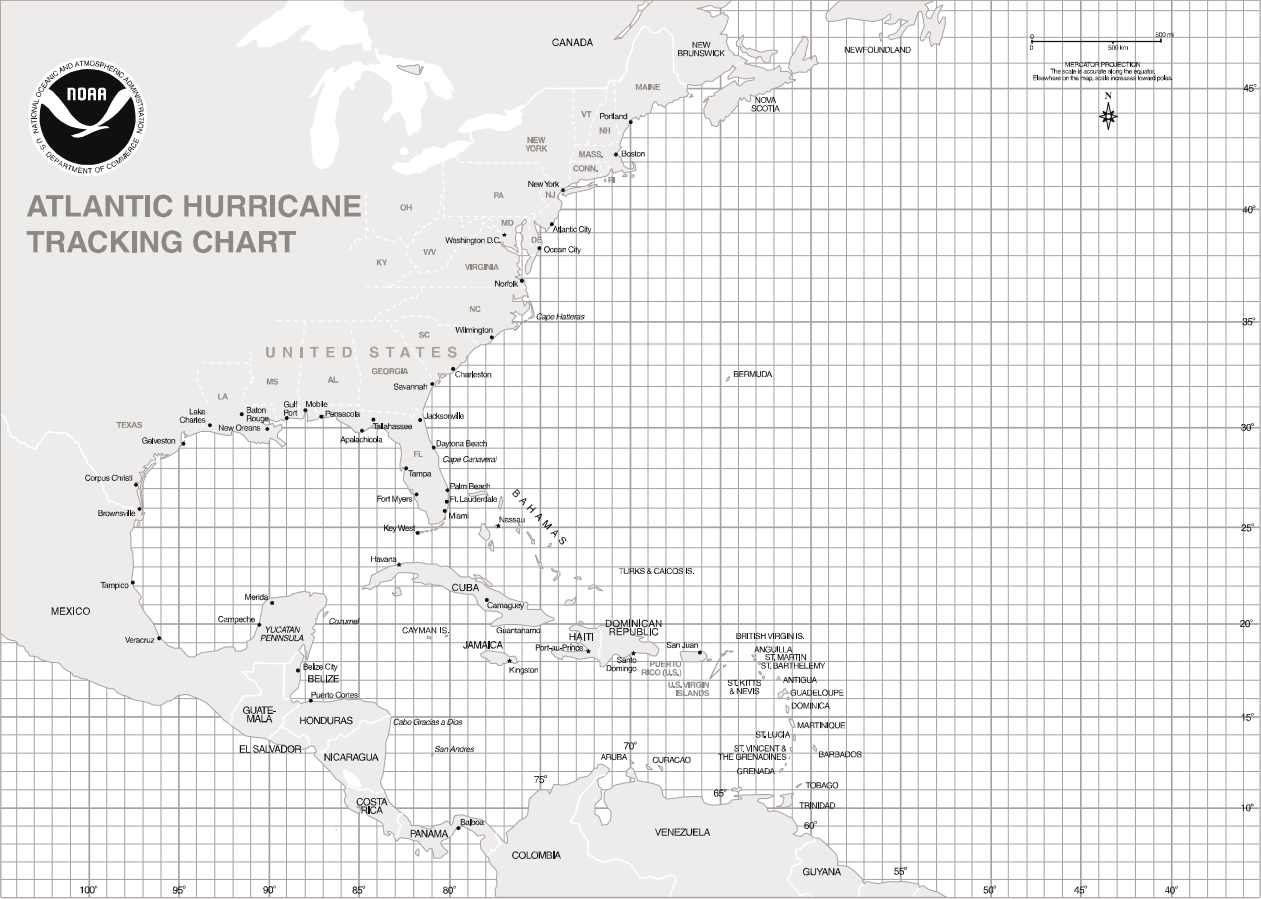 CANADA
NEW
BRUNSWICK
NEWFOUNDLAND
0 500 mi
0 500 km
MERCATOR PROJECTION
The scale is accurate along the equator.
Elsewhere on the map, scale increases toward poles.
N
NATIONAL OCEANIC AND ATMOSPHERIC ADMINISTRATION
NOAA
U.S. DEPARTMENT OF COMMERCE
ATLANTIC HURRICANE
TRACKING CHART
MAINE
NOVA
SCOTIA
45°
VT
NH
Portland
NEW
YORK
MASS.
Boston
CONN.
RI
New York
PA
NJ
OH
40°
MD
Atlantic City
Washington D.C.
DE
Ocean City
WV
KY
VIRGINIA
Norfolk
NC
Cape Hatteras
35°
Wilmington
SC
UNITED STATES
GEORGIA
Charleston
BERMUDA
MS
AL
Savannah
LA
Lake
Charles
Baton
Rouge
Gulf
Port
Mobile
Pensacola
Jacksonville
TEXAS
New Oreans
Tallahassee
Apalachicola
30°
Galveston
FL
Daytona Beach
Cape Canaveral
Tampa
Corpus Christi
Palm Beach
Fort Myers
Ft. Lauderdale
BAHAMAS
Brownsville
Miami
Nassau
Key West
25°
Havana
TURKS & CAICOS IS.
Tampico
CUBA
MEXICO
Merida
Camaguey
Campeche
Cozumel
YUCATAN
PENINSULA
CAYMAN IS.
Guantanamo
DOMINICAN
REPUBLIC
20°
Veracruz
JAMAICA
HAITI
Port-au-Prince
San Juan
BRITISH VIRGIN IS.
ANGUILLA
ST. MARTIN
ST. BARTHELEMY
Kingston
Santo
Domingo
PUERTO
RICO (U.S.)
Belize City
BELIZE
U.S. VIRGIN
ISLANDS
ST.KITTS
& NEVIS
ANTIGUA
Puerto Cortes
GUADELOUPE
GUATE-
MALA
HONDURAS
Cabo Gracias a Dios
DOMINICA
15°
MARTINIQUE
ST.LUCIA
EL SALVADOR
NICARAGUA
San Andres
70°
ARUBA
CURACAO
ST. VINCENT &
THE GRENADINES
BARBADOS
GRENADA
75°
TOBAGO
65°
COSTA
RICA
TRINIDAD
10°
PANAMA
Balboa
60°
VENEZUELA
COLOMBIA
GUYANA
55°
100° 95° 90° 85° 80° 50° 45° 40°